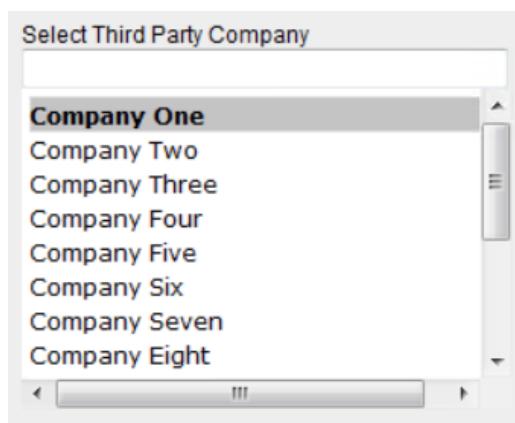 Select Third Party Company
Company One
Company Two
Company Three
Company Four
Company Five
Company Six
Company Seven
Company Eight